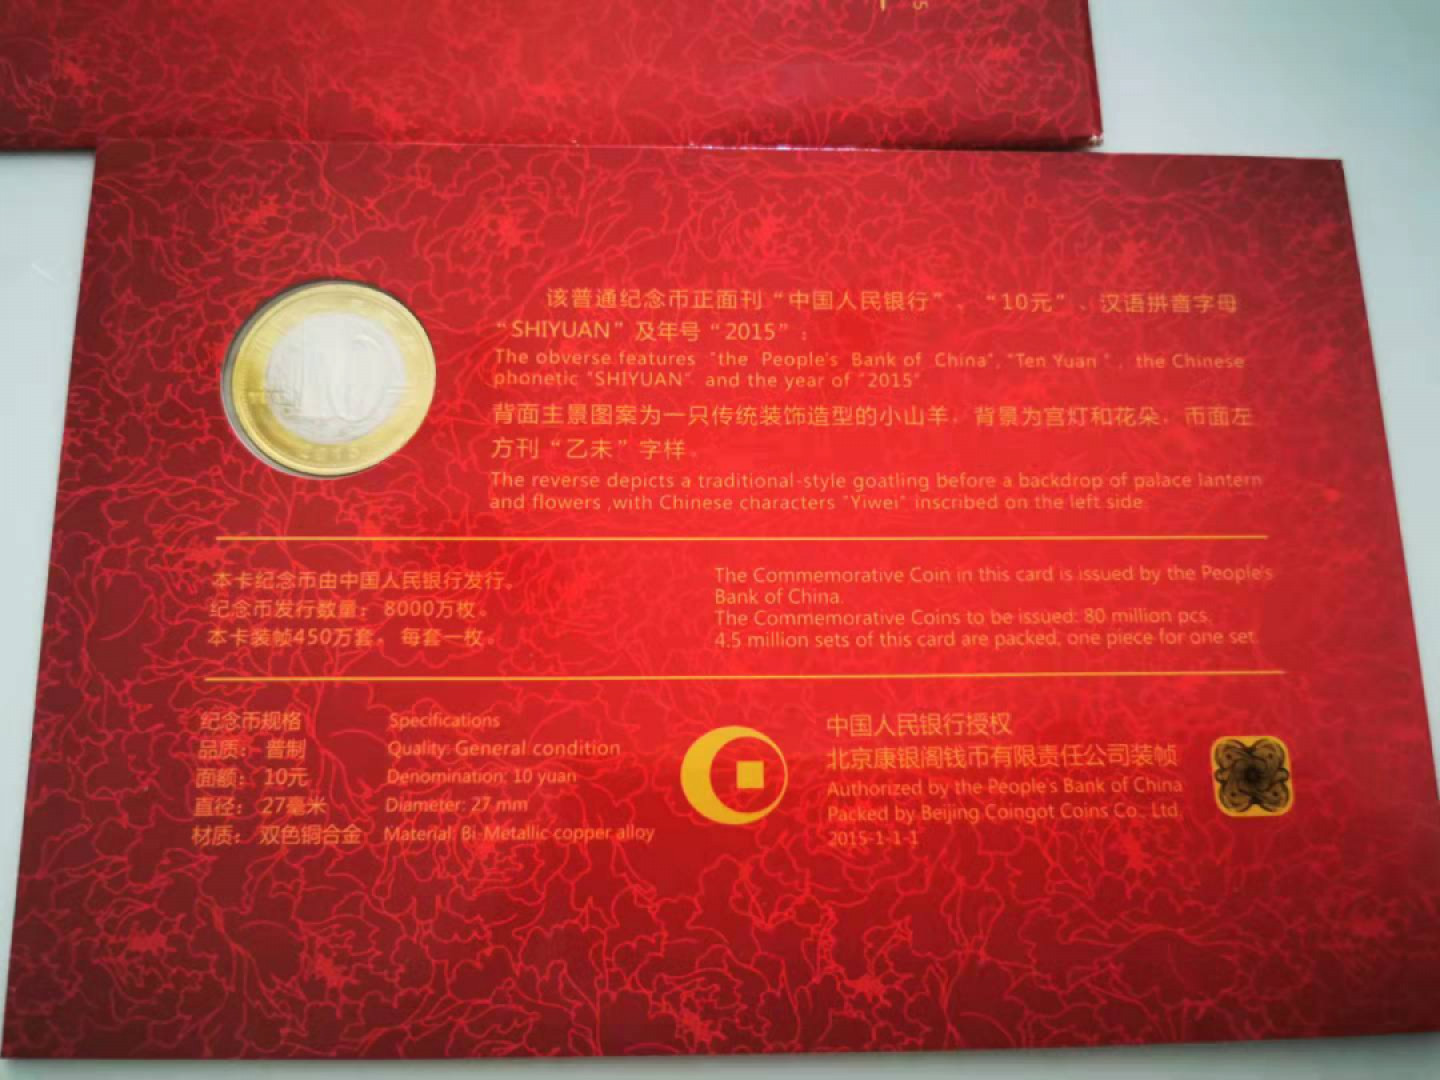 5
该普通纪念币正面刊“中国人民银行”、“10元”、汉语拼音字母
“SHIYUAN”及年号“2015”；
The obverse features "the People's Bank of China", "Ten Yuan ", the Chinese
phonetic "SHIYUAN" and the year of "2015"
背面主景图案为一只传统装饰造型的小山羊，背景为宫灯和花朵，币面左
方刊“乙未”字样。
The reverse depicts a traditional-style goatling before a backdrop of palace lantern
and flowers ,with Chinese characters "Yiwei" inscribed on the left side.
本卡纪念币由中国人民银行发行。
纪念币发行数量：8000万枚。
本卡装帧450万套，每套一枚。
The Commemorative Coin in this card is issued by the People's
Bank of China.
The Commemorative Coins to be issued: 80 million pcs.
4.5 million sets of this card are packed, one piece for one set.
纪念币规格
品质： 普制
面额： 10元
直径： 27毫米
材质： 双色铜合金
Specifications
Quality: General condition
Denomination: 10 yuan
Diameter: 27 mm
Material: Bi-Metallic copper alloy
中国人民银行授权
北京康银阁钱币有限责任公司装帧
Authorized by the People's Bank of China
Packed by Beijing Coingot Coins Co., Ltd.
2015-1-1-1
10
2015